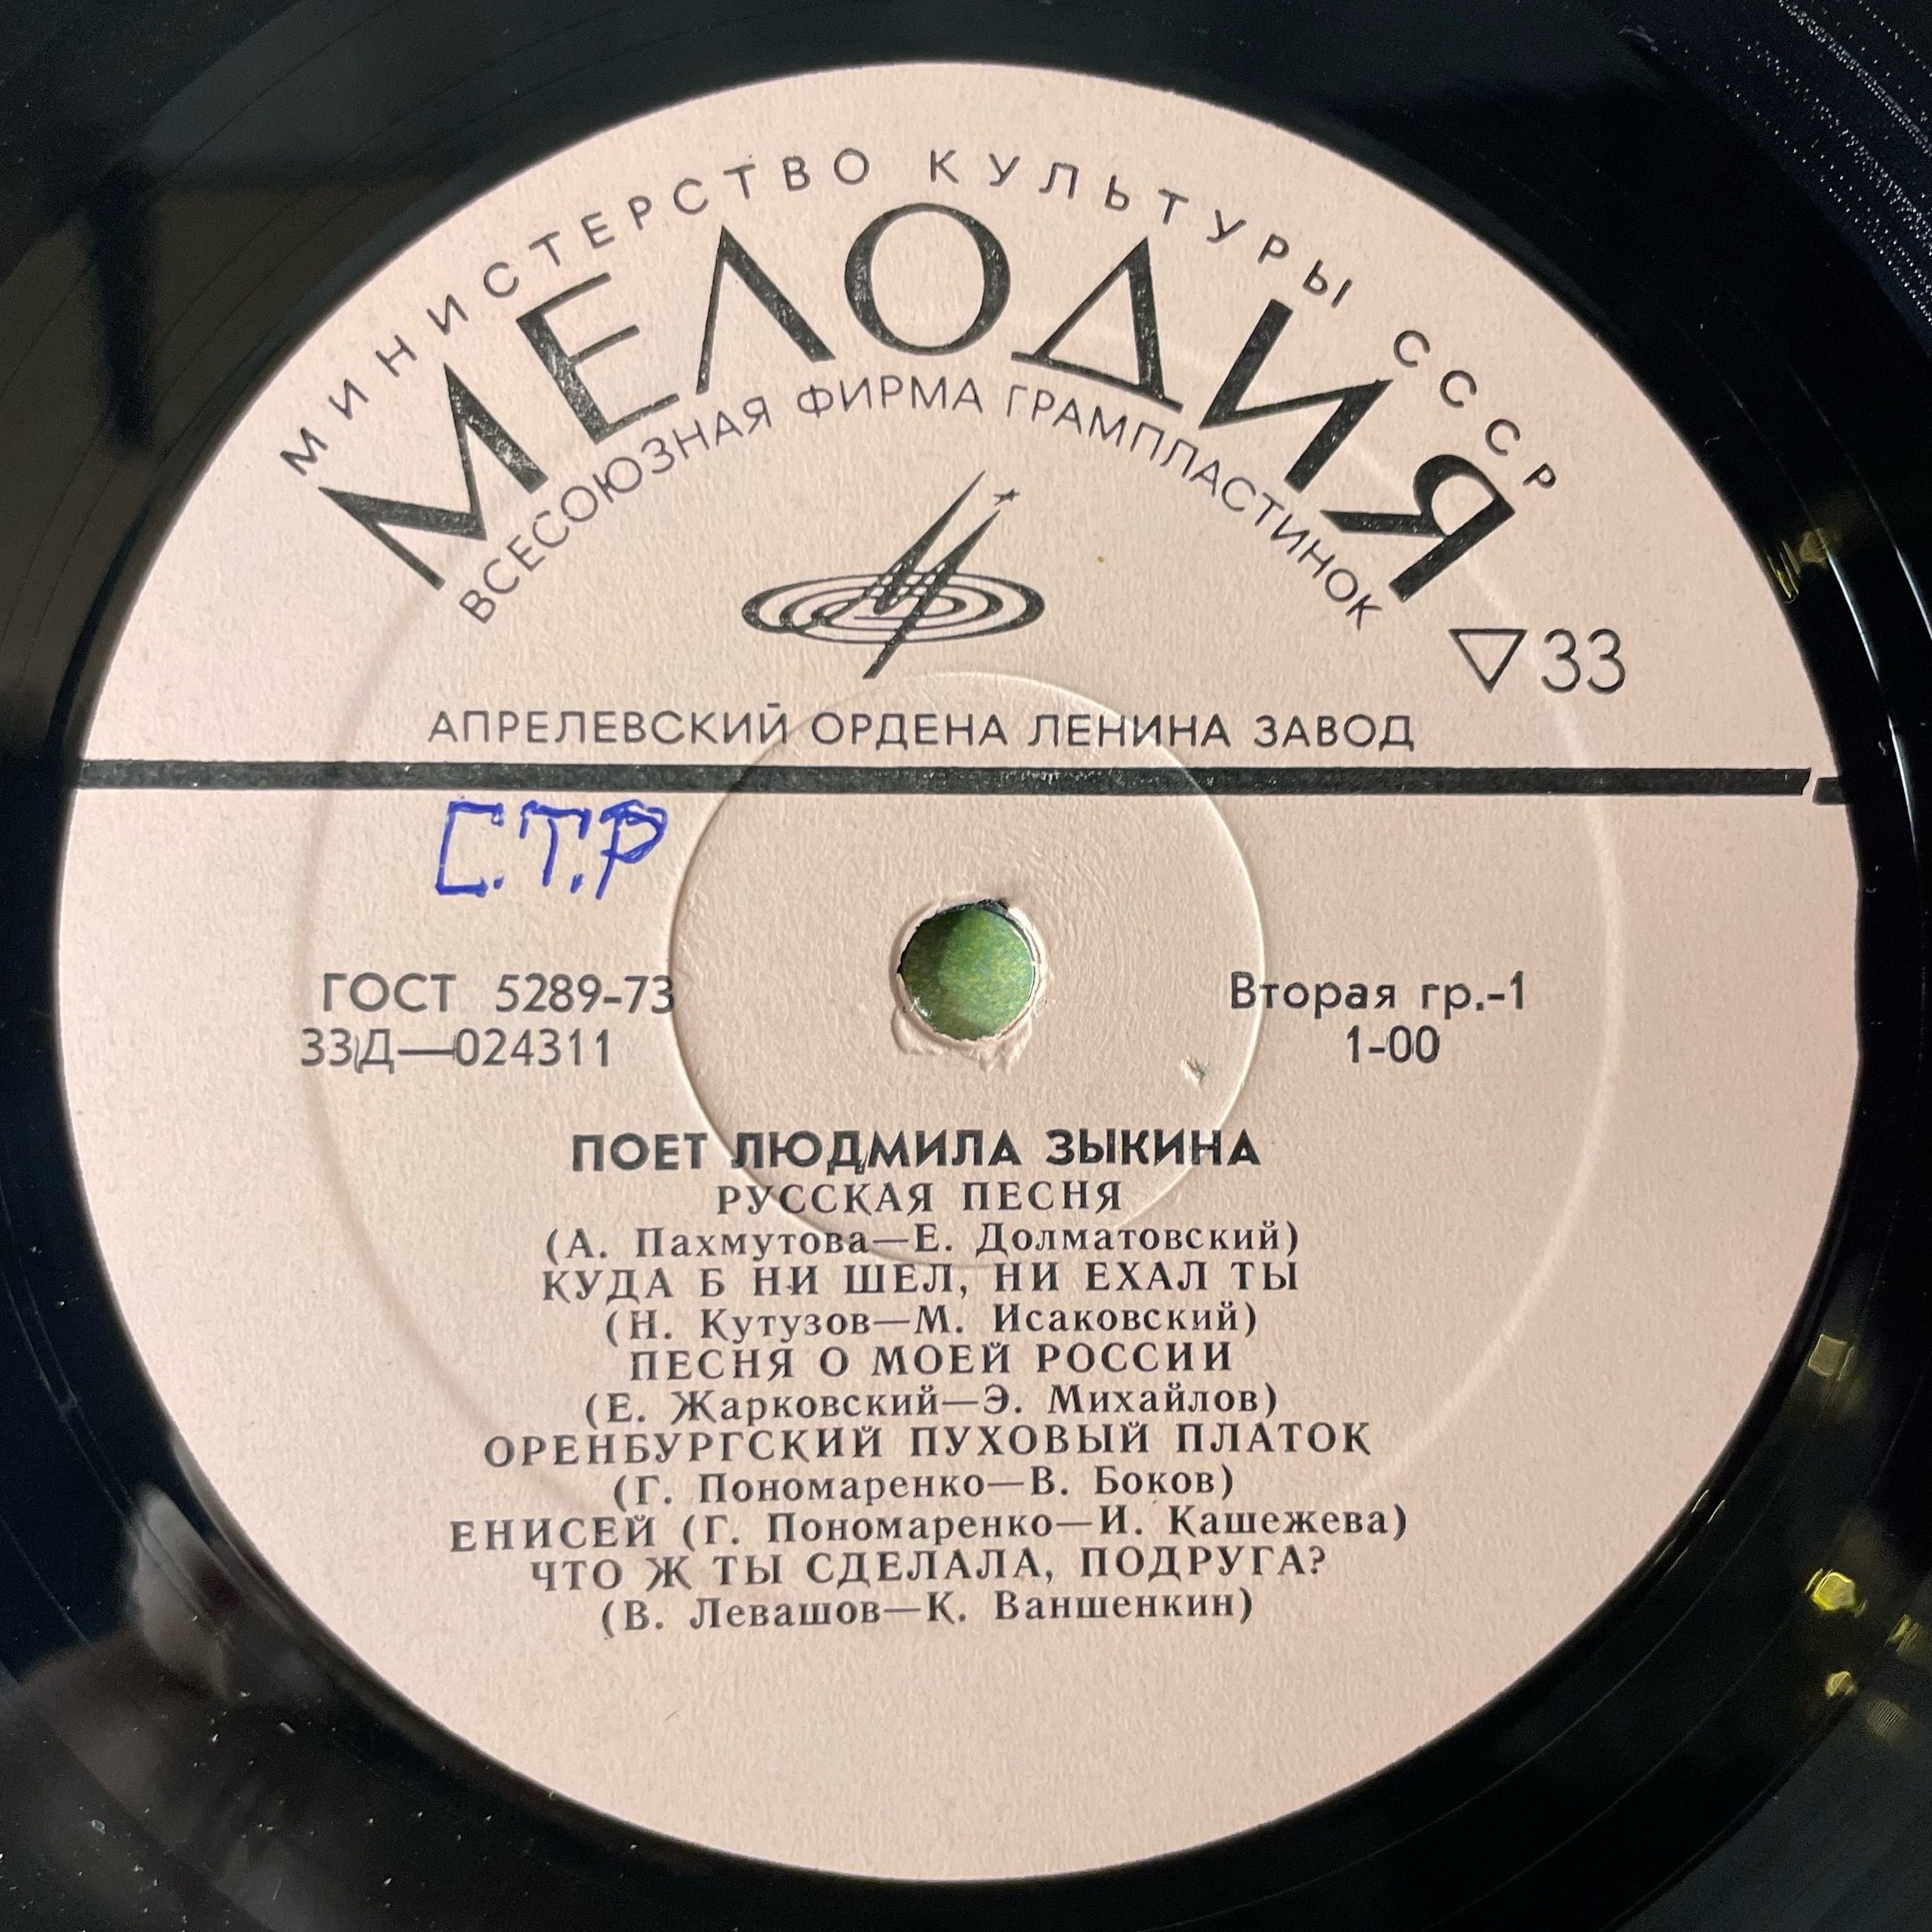 МИНИСТЕРСТВО КУЛЬТУРЫ СССР
МЕЛОДИЯ
ВСЕСОЮЗНАЯ ФИРМА ГРАМПЛАСТИНОК
▽33
АПРЕЛЕВСКИЙ ОРДЕНА ЛЕНИНА ЗАВОД
С.Т.Р
ГОСТ 5289-73
33Д—024311
Вторая гр.-1
1-00
ПОЕТ ЛЮДМИЛА ЗЫКИНА
РУССКАЯ ПЕСНЯ
(А. Пахмутова—Е. Долматовский)
КУДА Б НИ ШЕЛ, НИ ЕХАЛ ТЫ
(Н. Кутузов—М. Исаковский)
ПЕСНЯ О МОЕЙ РОССИИ
(Е. Жарковский—Э. Михайлов)
ОРЕНБУРГСКИЙ ПУХОВЫЙ ПЛАТОК
(Г. Пономаренко—В. Боков)
ЕНИСЕЙ (Г. Пономаренко—И. Кашежева)
ЧТО Ж ТЫ СДЕЛАЛА, ПОДРУГА?
(В. Левашов—К. Ваншенкин)